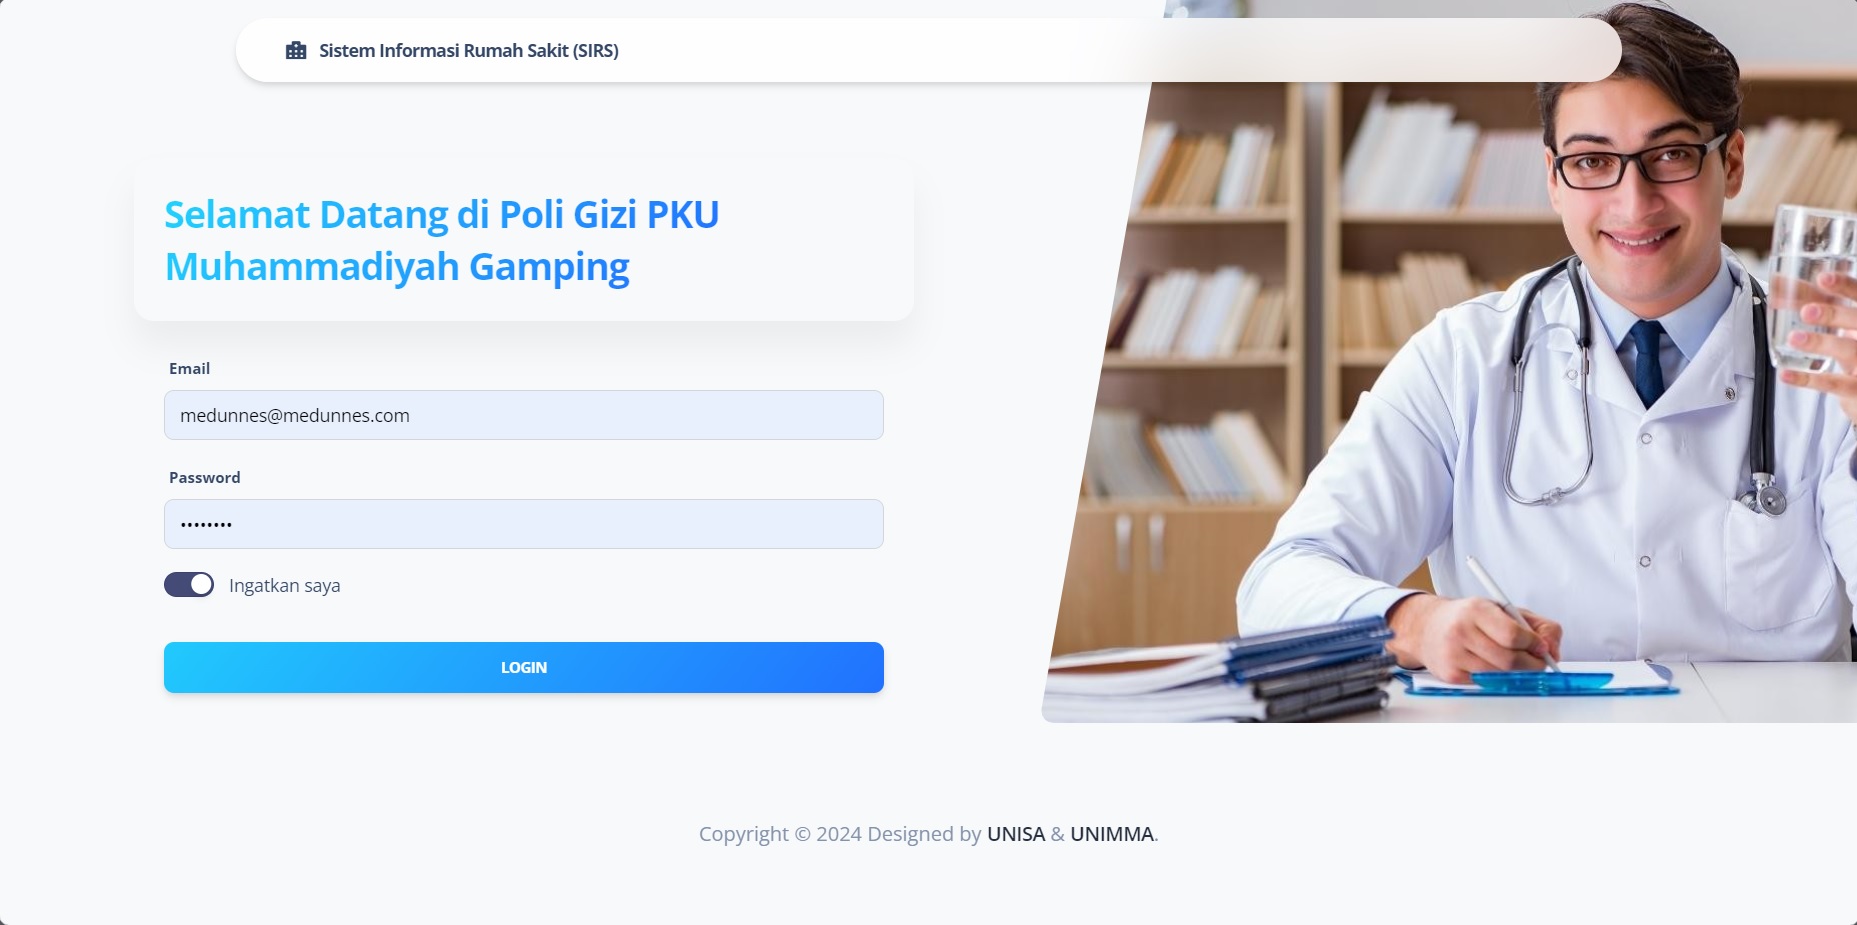 Sistem Informasi Rumah Sakit (SIRS)
Selamat Datang di Poli Gizi PKU
Muhammadiyah Gamping
Email
medunnes@medunnes.com
Password
••••••••
Ingatkan saya
LOGIN
Copyright © 2024 Designed by UNISA & UNIMMA.